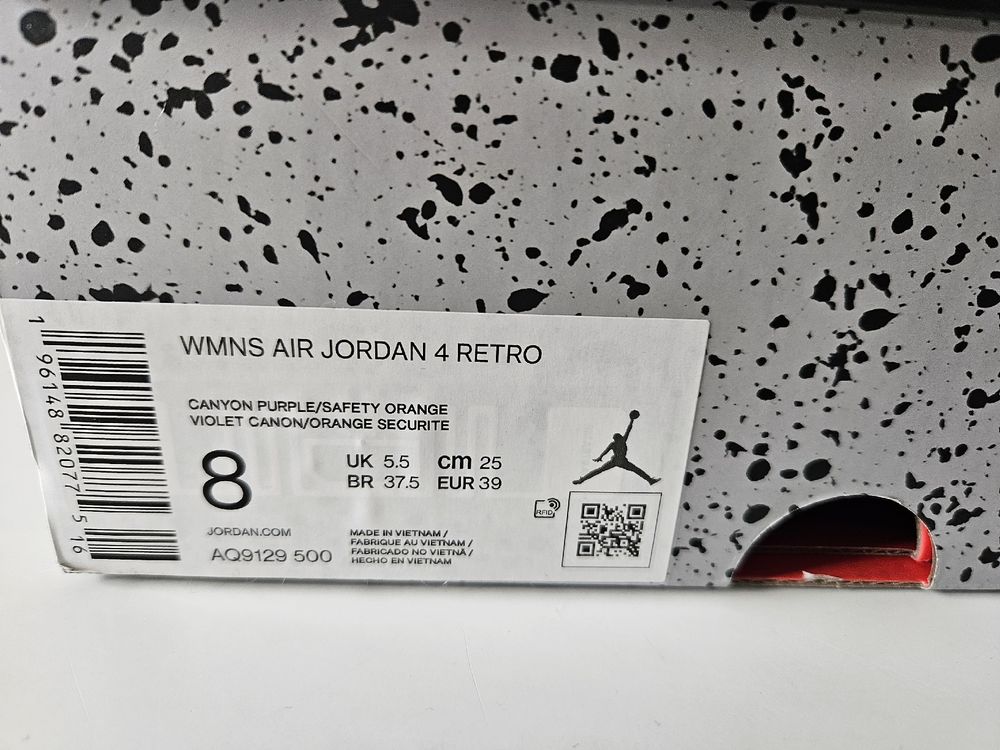 1 96148 82077 5 16
WMNS AIR JORDAN 4 RETRO
CANYON PURPLE/SAFETY ORANGE
VIOLET CANON/ORANGE SECURITE
8
UK 5.5 cm 25
BR 37.5 EUR 39
RFID
JORDAN.COM
AQ9129 500
MADE IN VIETNAM /
FABRIQUE AU VIETNAM /
FABRICADO NO VIETNÃ /
HECHO EN VIETNAM